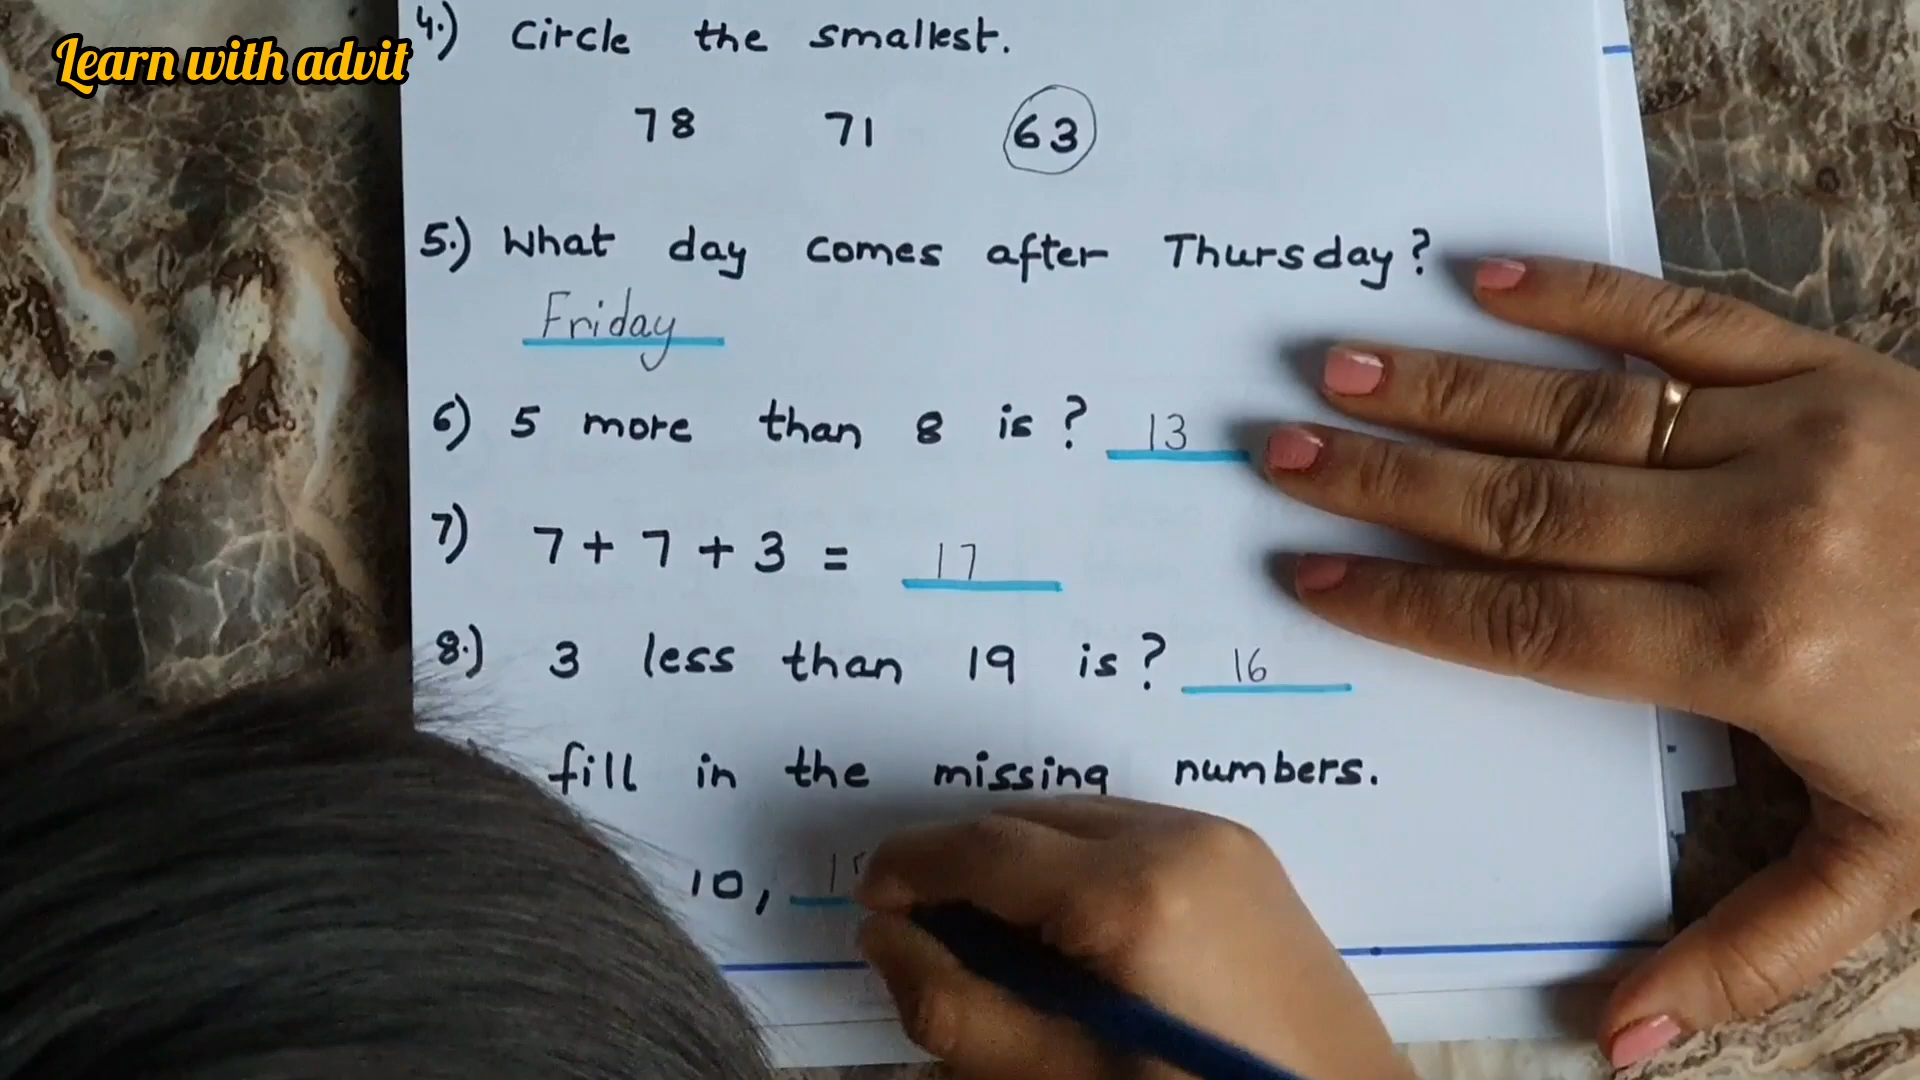 Learn with advit
4.) Circle the smallest.
78 71 63
5.) What day comes after Thursday?
Friday
6) 5 more than 8 is? 13
7) 7 + 7 + 3 = 17
8.) 3 less than 19 is? 16
fill in the missing numbers.
10,